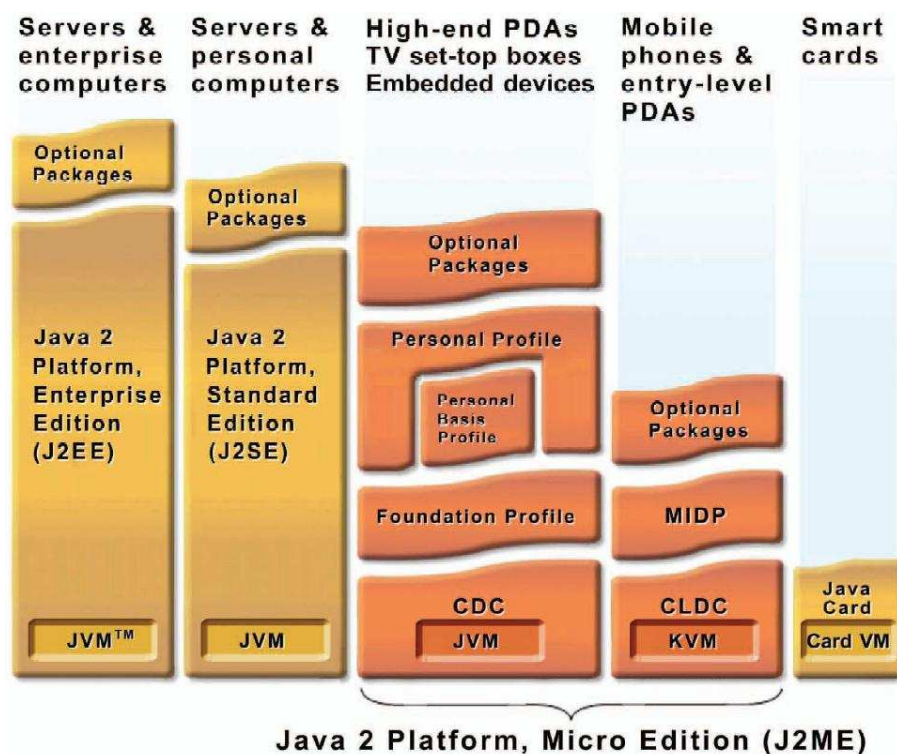 Servers &
enterprise
computers
Servers &
personal
computers
High-end PDAs
TV set-top boxes
Embedded devices
Mobile
phones &
entry-level
PDAs
Smart
cards
Optional
Packages
Java 2
Platform,
Enterprise
Edition
(J2EE)
JVM™
Optional
Packages
Java 2
Platform,
Standard
Edition
(J2SE)
JVM
Optional
Packages
Personal Profile
Personal
Basis
Profile
Foundation Profile
CDC
JVM
Optional
Packages
MIDP
CLDC
KVM
Java
Card
Card VM
Java 2 Platform, Micro Edition (J2ME)